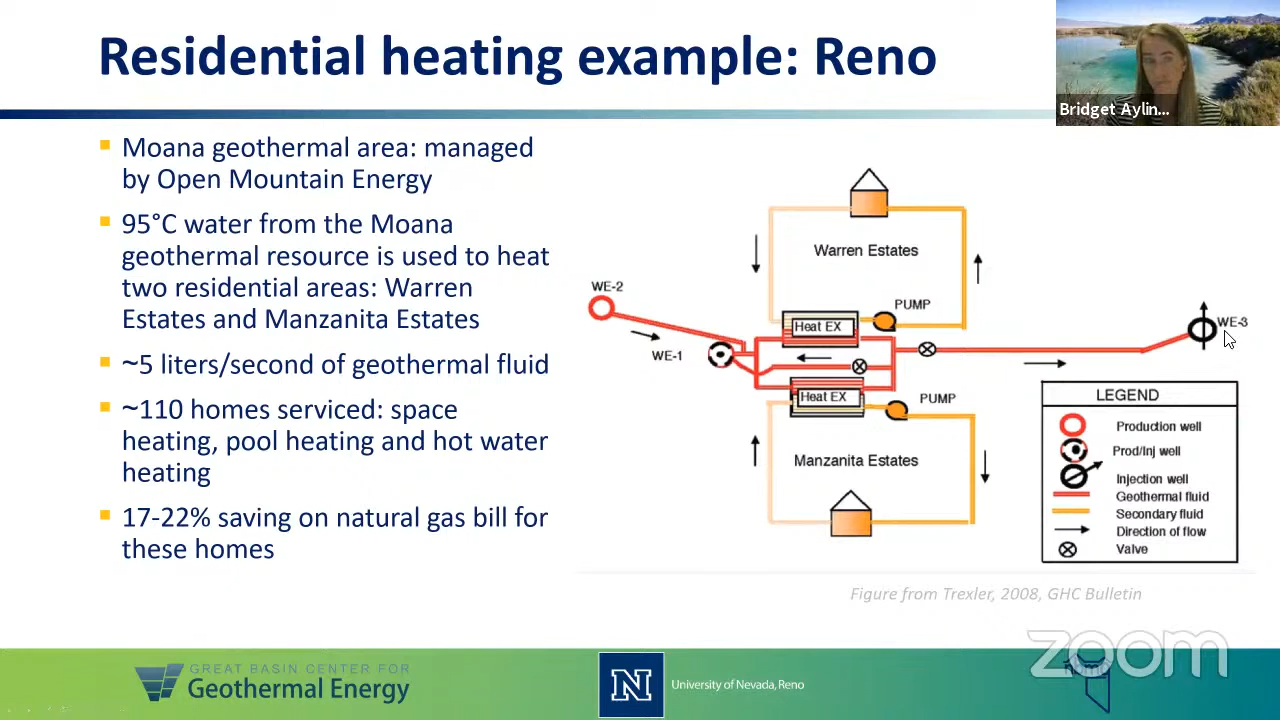 Residential heating example: Reno
Bridget Aylin...
Moana geothermal area: managed
by Open Mountain Energy
95°C water from the Moana
geothermal resource is used to heat
two residential areas: Warren
Estates and Manzanita Estates
~5 liters/second of geothermal fluid
~110 homes serviced: space
heating, pool heating and hot water
heating
17-22% saving on natural gas bill for
these homes
Warren Estates
WE-2
PUMP
Heat EX
WE-3
WE-1
Heat EX
PUMP
Manzanita Estates
LEGEND
Production well
Prod/Inj well
Injection well
Geothermal fluid
Secondary fluid
Direction of flow
Valve
Figure from Trexler, 2008, GHC Bulletin
zoom
GREAT BASIN CENTER FOR
Geothermal Energy
N
University of Nevada, Reno